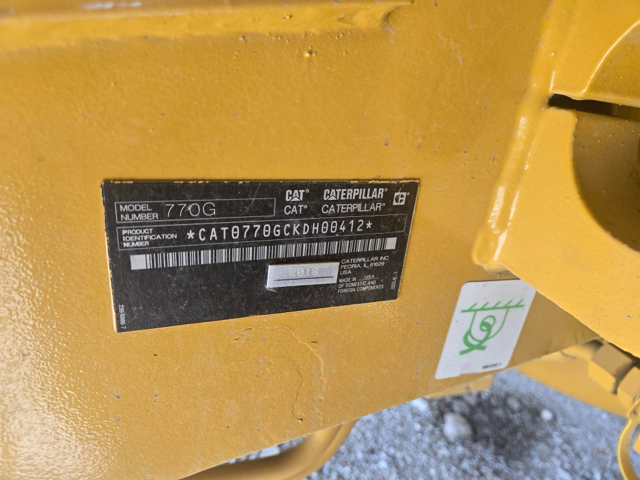 MODEL NUMBER 770G
CAT® CATERPILLAR®
CAT® CATERPILLAR®
PRODUCT IDENTIFICATION NUMBER *CAT0770GCKDH00412*
CATERPILLAR INC.
PEORIA, IL 61629
USA
2018
MADE IN USA
OF DOMESTIC AND
FOREIGN COMPONENTS